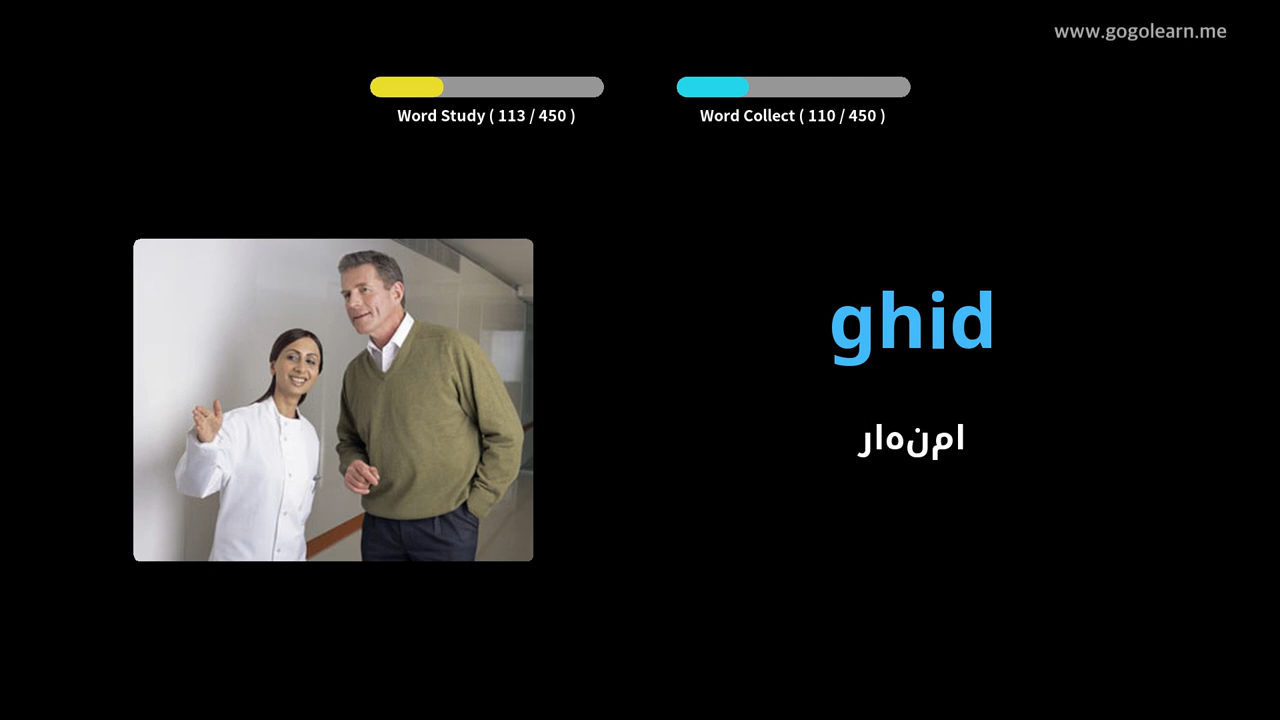 www.gogolearn.me
Word Study ( 113 / 450 )
Word Collect ( 110 / 450 )
ghid
راهنما